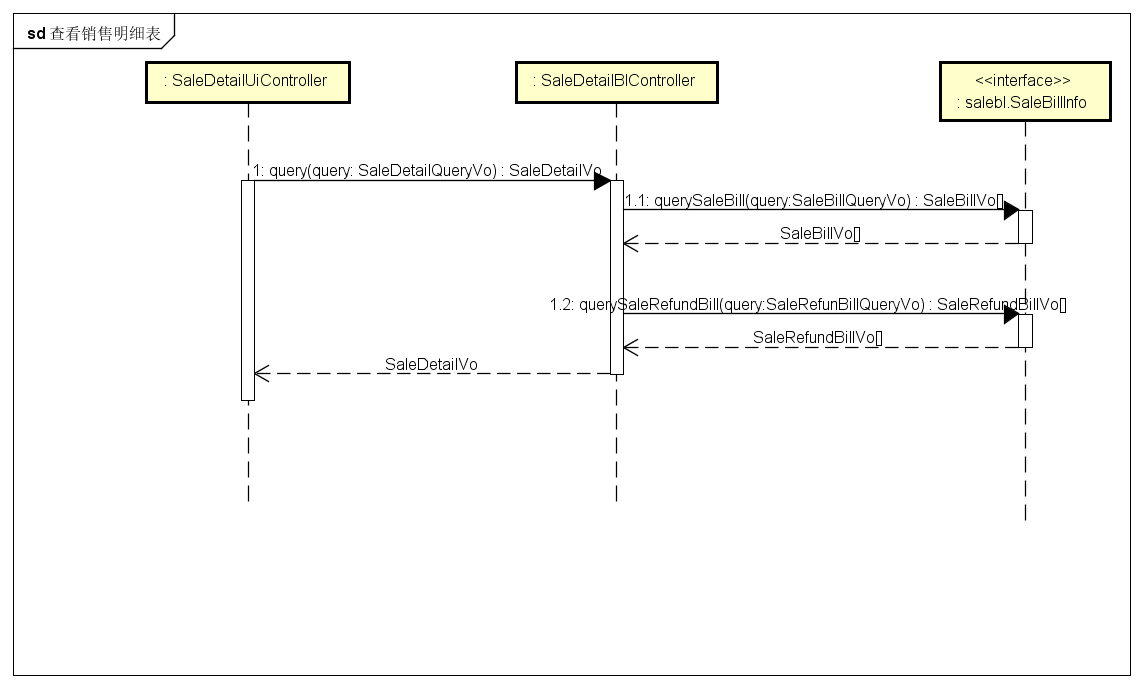 sd 查看销售明细表
: SaleDetailUiController
: SaleDetailBlController
<<interface>>
: salebl.SaleBillInfo
1: query(query: SaleDetailQueryVo) : SaleDetailVo
1.1: querySaleBill(query:SaleBillQueryVo) : SaleBillVo[]
SaleBillVo[]
1.2: querySaleRefundBill(query:SaleRefunBillQueryVo) : SaleRefundBillVo[]
SaleRefundBillVo[]
SaleDetailVo